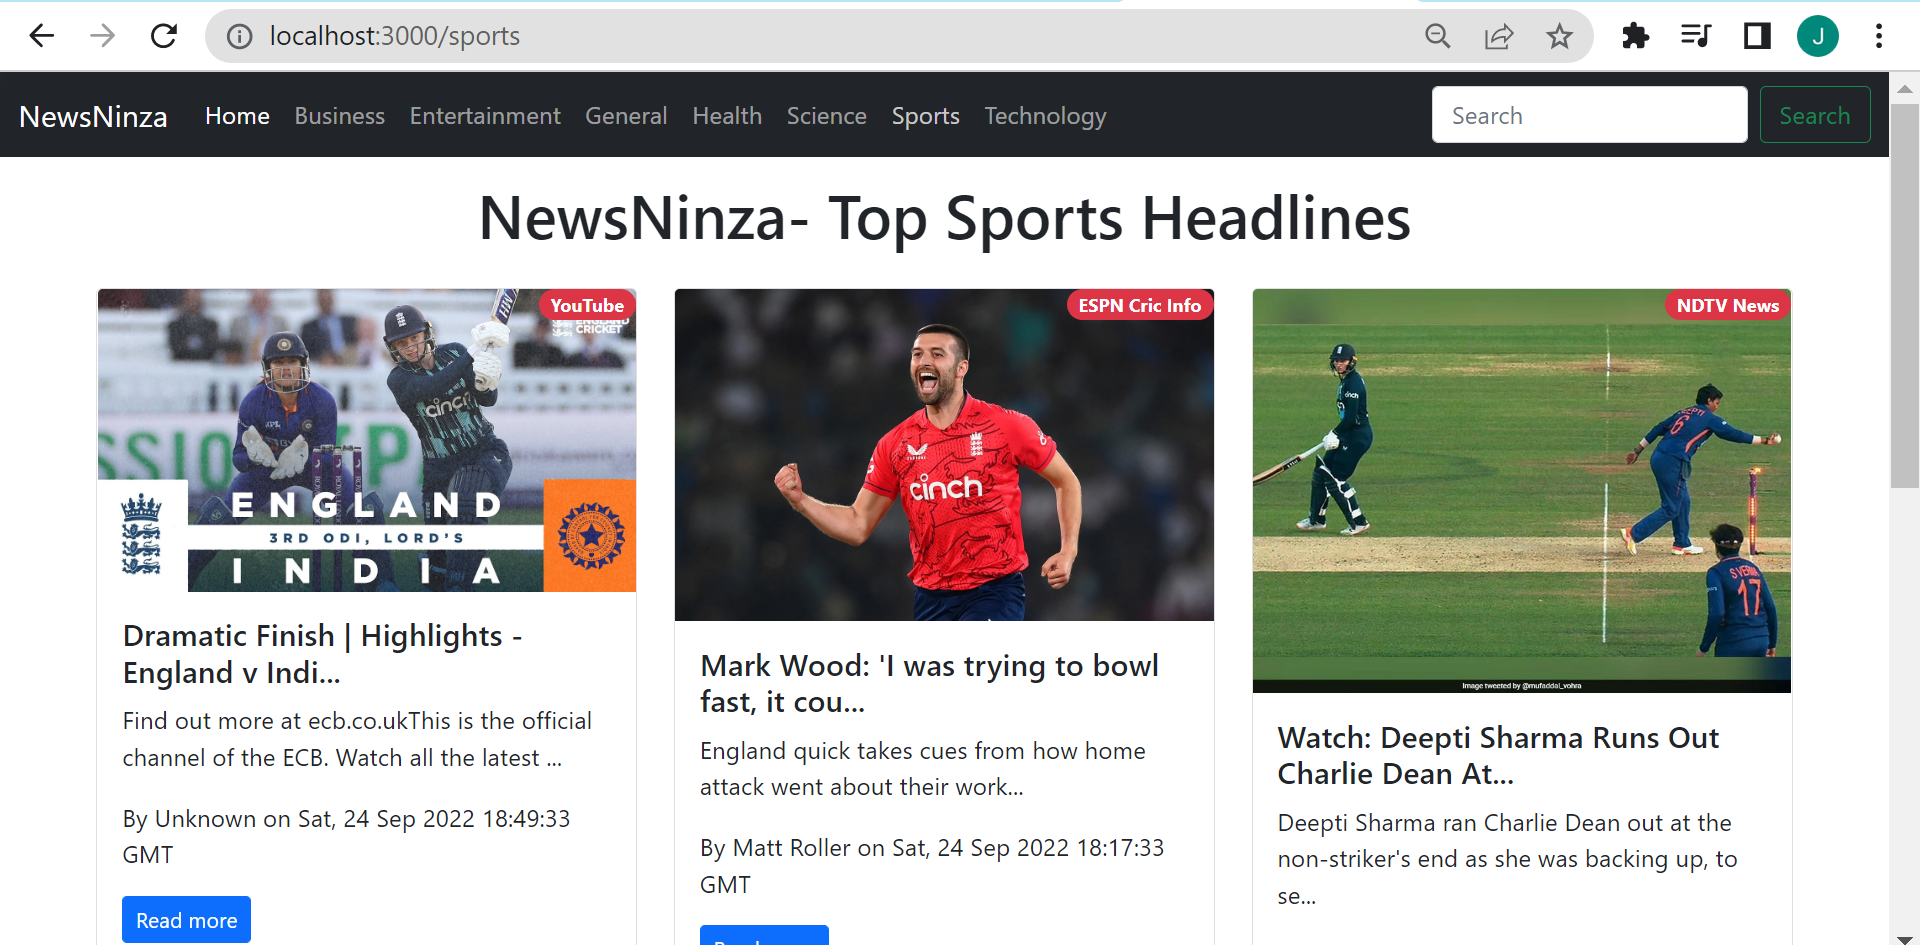 localhost:3000/sports
J
NewsNinza Home Business Entertainment General Health Science Sports Technology Search Search
NewsNinza- Top Sports Headlines
YouTube
ENGLAND
CRICKET
cinch
ENGLAND
3RD ODI, LORD'S
INDIA
Dramatic Finish | Highlights -
England v Indi...
Find out more at ecb.co.ukThis is the official
channel of the ECB. Watch all the latest ...
By Unknown on Sat, 24 Sep 2022 18:49:33
GMT
Read more
ESPN Cric Info
cinch
Mark Wood: 'I was trying to bowl
fast, it cou...
England quick takes cues from how home
attack went about their work...
By Matt Roller on Sat, 24 Sep 2022 18:17:33
GMT
NDTV News
cinch
DEEPTI
6
S VERMA
17
Image tweeted by @mufaddal_vohra
Watch: Deepti Sharma Runs Out
Charlie Dean At...
Deepti Sharma ran Charlie Dean out at the
non-striker's end as she was backing up, to
se...